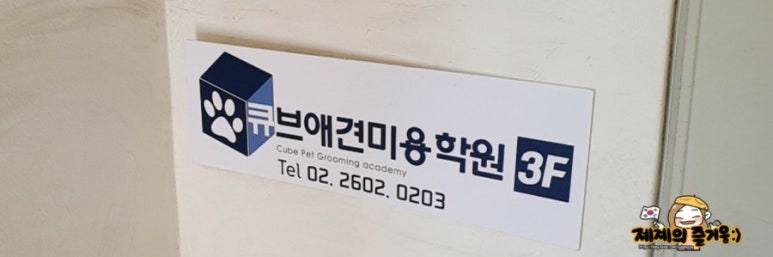 큐브애견미용학원 3F
Cube Pet Grooming academy
Tel 02. 2602. 0203
제제의 즐거움:)